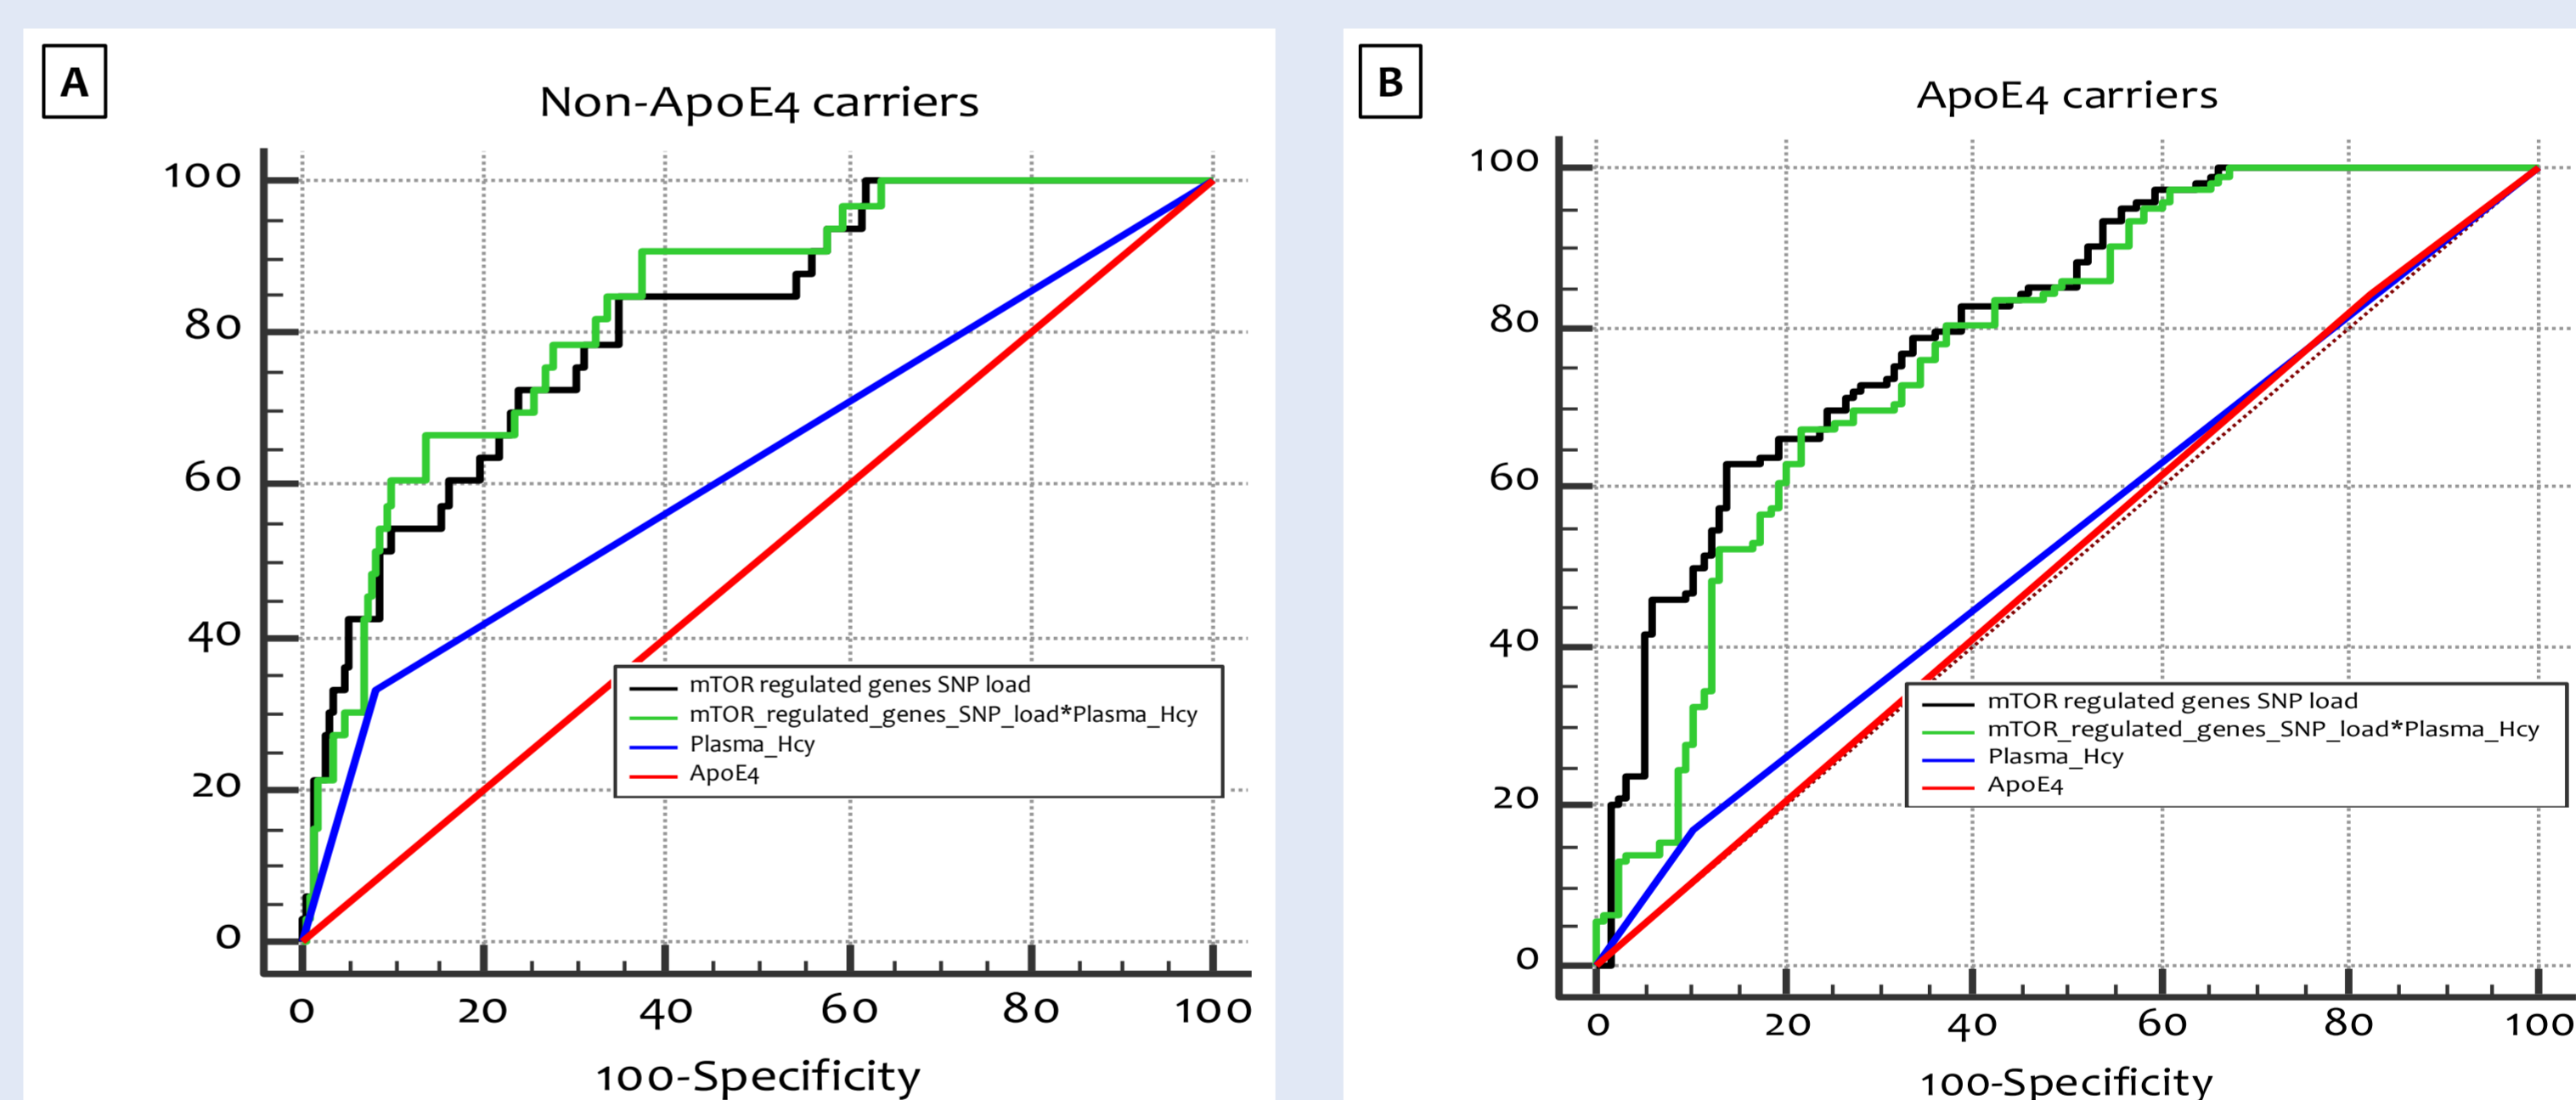 A
Non-ApoE4 carriers
100
80
60
40
20
0
mTOR regulated genes SNP load
mTOR_regulated_genes_SNP_load*Plasma_Hcy
Plasma_Hcy
ApoE4
0 20 40 60 80 100
100-Specificity
B
ApoE4 carriers
100
80
60
40
20
0
mTOR regulated genes SNP load
mTOR_regulated_genes_SNP_load*Plasma_Hcy
Plasma_Hcy
ApoE4
0 20 40 60 80 100
100-Specificity